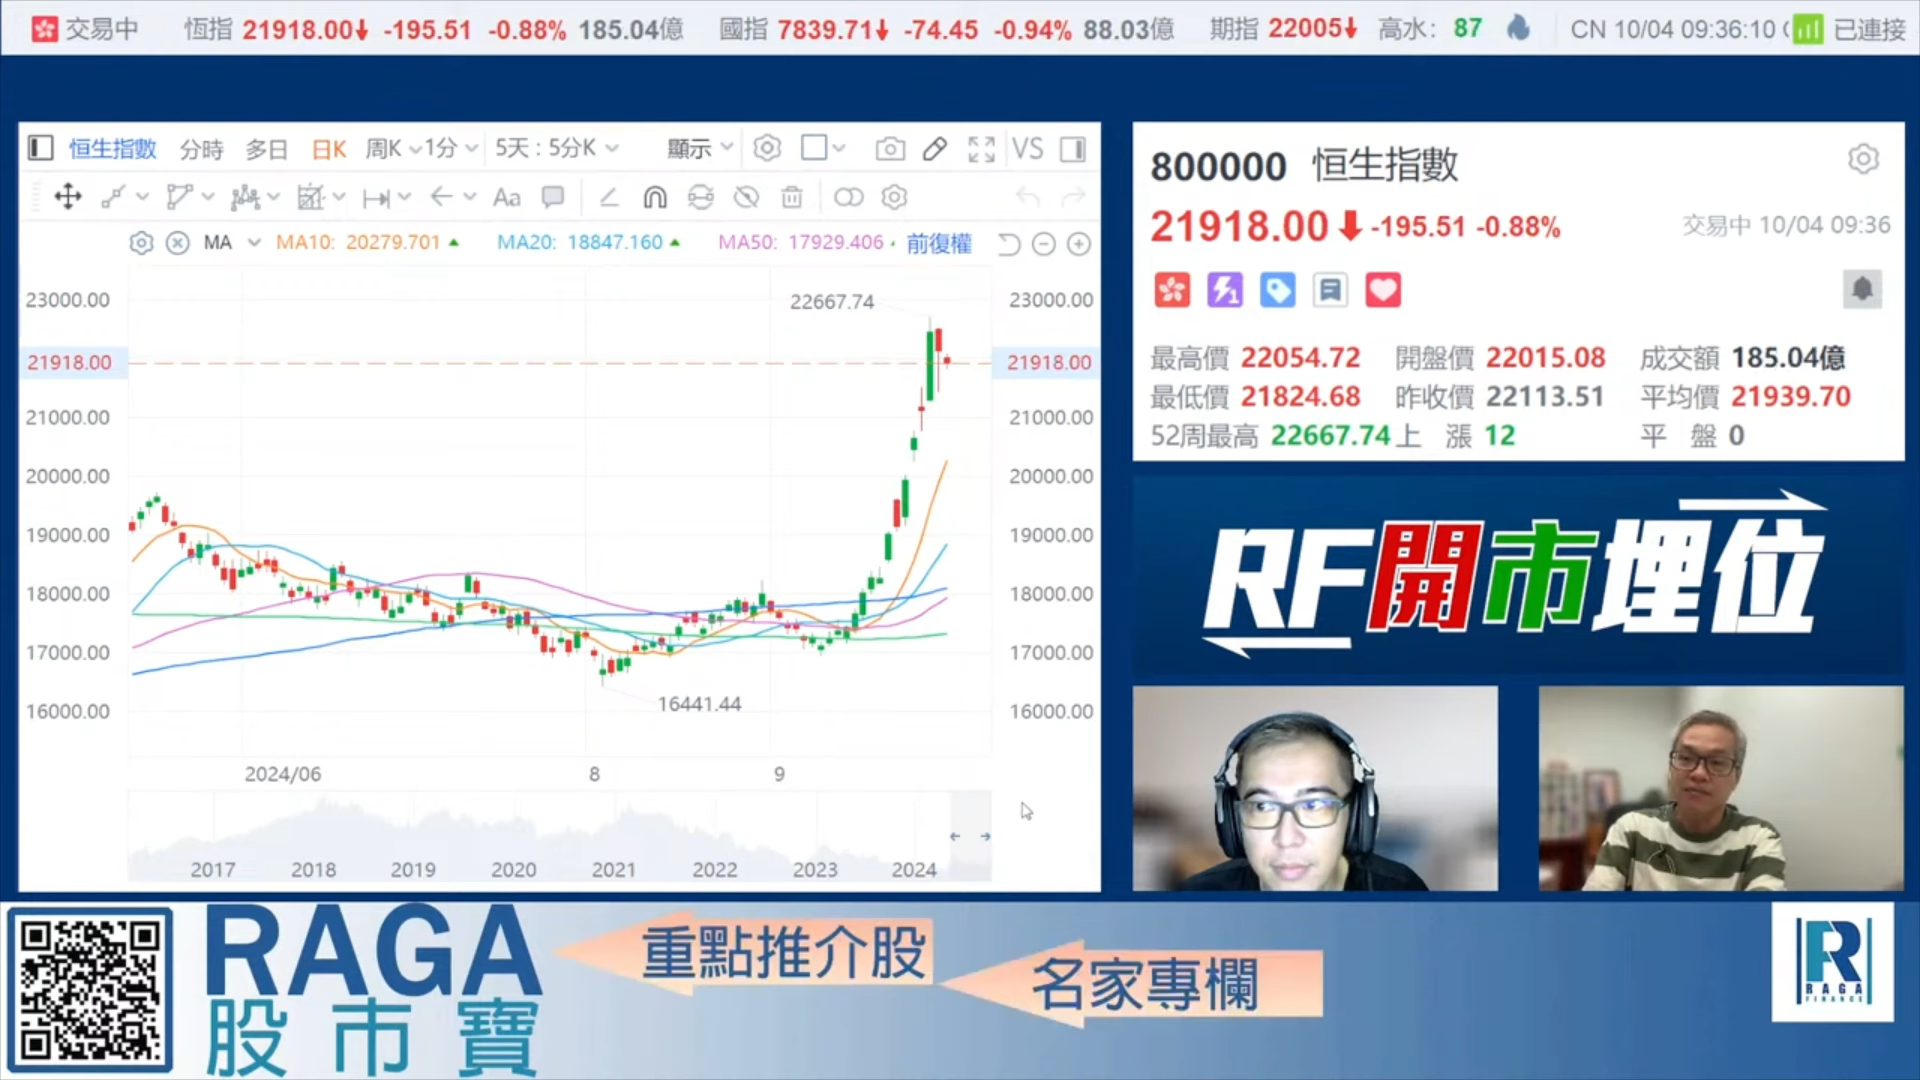 交易中 恆指 21918.00↓ -195.51 -0.88% 185.04億 國指 7839.71↓ -74.45 -0.94% 88.03億 期指 22005↓ 高水: 87 CN 10/04 09:36:10 已連接
恒生指數 分時 多日 日K 周K 1分 5天 : 5分K 顯示 VS
Aa
MA MA10: 20279.701 MA20: 18847.160 MA50: 17929.406 前復權
23000.00 22667.74 23000.00
21918.00 21918.00
21000.00 21000.00
20000.00 20000.00
19000.00 19000.00
18000.00 18000.00
17000.00 17000.00
16000.00 16441.44 16000.00
2024/06 8 9
2017 2018 2019 2020 2021 2022 2023 2024
800000 恒生指數
21918.00 -195.51 -0.88% 交易中 10/04 09:36
最高價 22054.72 開盤價 22015.08 成交額 185.04億
最低價 21824.68 昨收價 22113.51 平均價 21939.70
52周最高 22667.74 上 漲 12 平 盤 0
RF開市埋位
RAGA
股市寶
重點推介股
名家專欄
R
RAGA
FINANCE